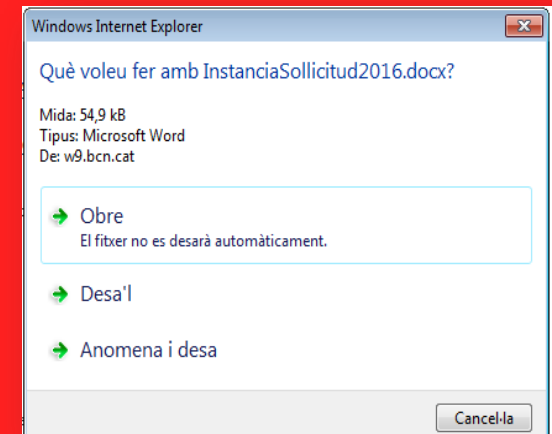 Windows Internet Explorer
Què voleu fer amb InstanciaSollicitud2016.docx?
Mida: 54,9 kB
Tipus: Microsoft Word
De: w9.bcn.cat
Obre
El fitxer no es desarà automàticament.
Desa'l
Anomena i desa
Cancel·la